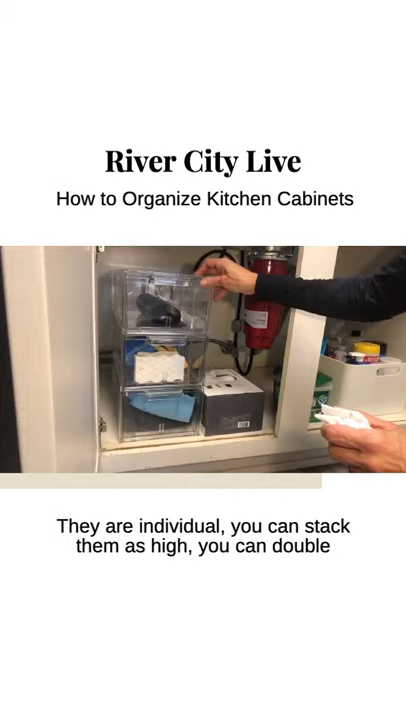 River City Live
How to Organize Kitchen Cabinets
They are individual, you can stack
them as high, you can double